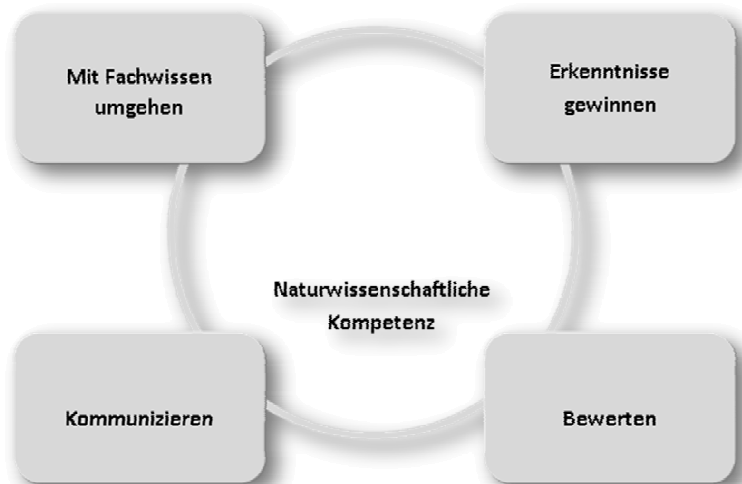 Mit Fachwissen
umgehen
Erkenntnisse
gewinnen
Naturwissenschaftliche
Kompetenz
Kommunizieren
Bewerten